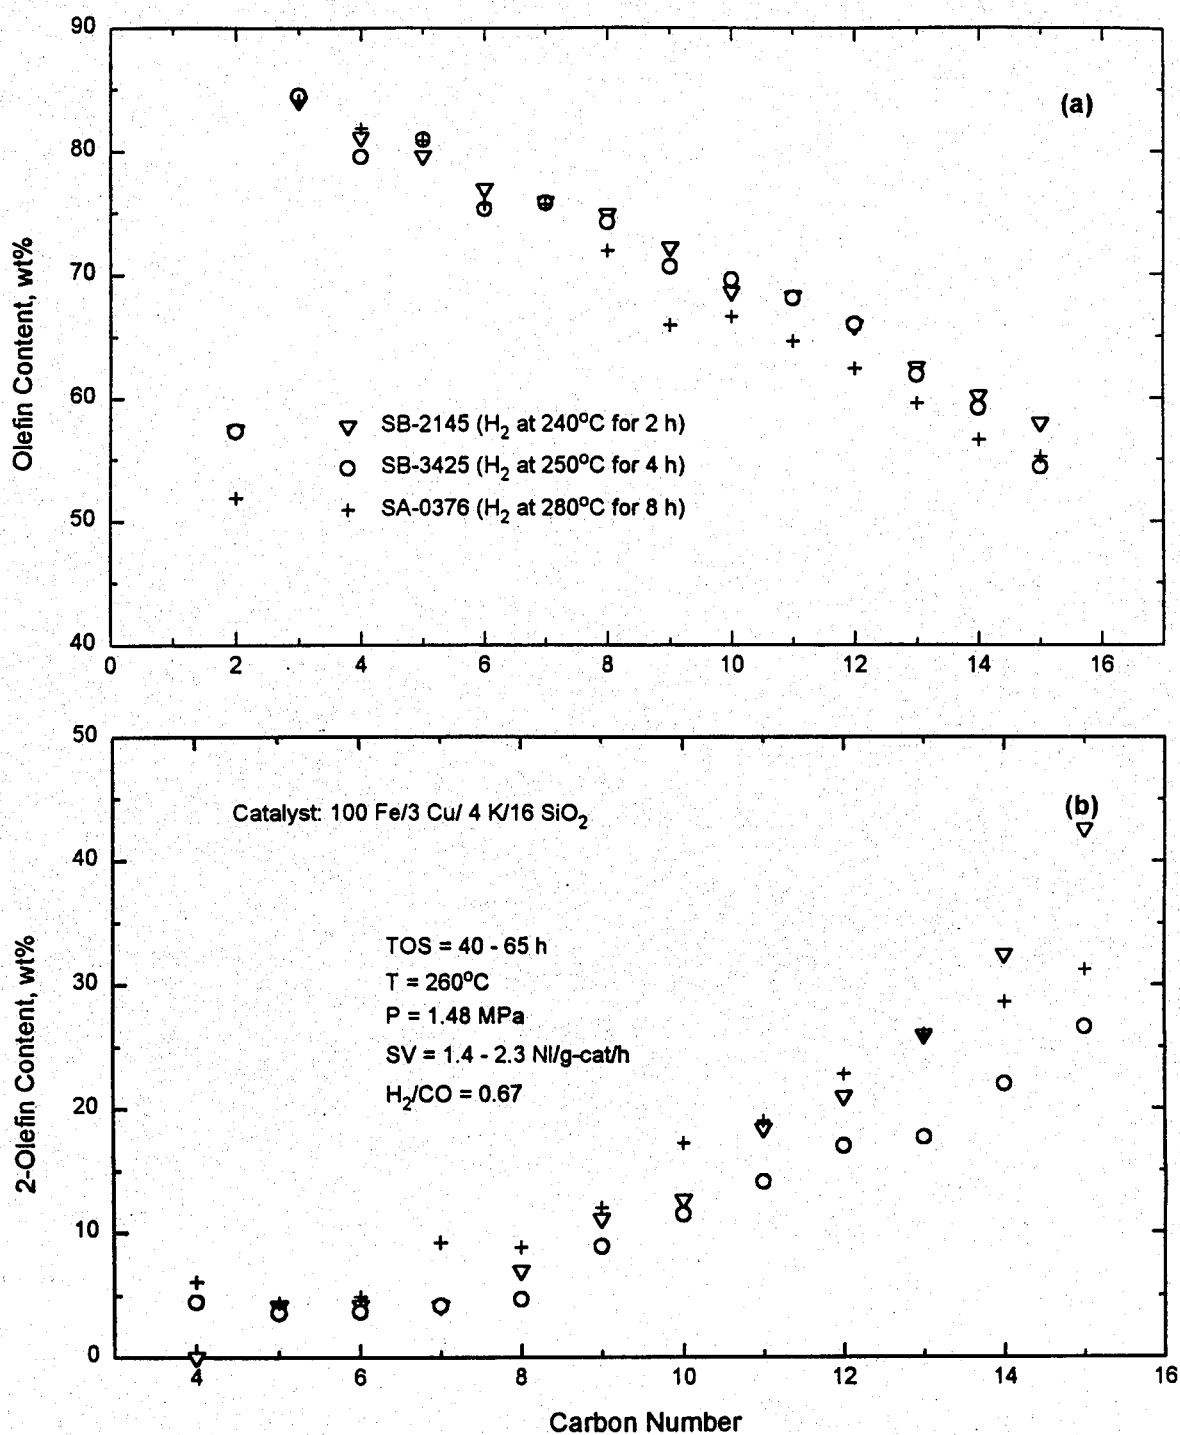 90
(a)
80
70
60
50
40
Olefin Content, wt%
SB-2145 (H₂ at 240°C for 2 h)
SB-3425 (H₂ at 250°C for 4 h)
SA-0376 (H₂ at 280°C for 8 h)
0 2 4 6 8 10 12 14 16
50
Catalyst: 100 Fe/3 Cu/ 4 K/16 SiO₂
(b)
40
30
20
10
0
2-Olefin Content, wt%
TOS = 40 - 65 h
T = 260°C
P = 1.48 MPa
SV = 1.4 - 2.3 Nl/g-cat/h
H₂/CO = 0.67
4 6 8 10 12 14 16
Carbon Number